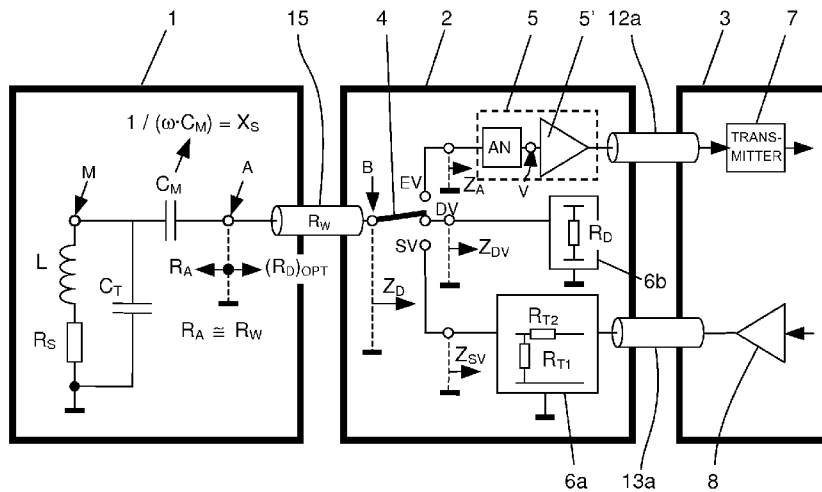 1
15
4
2
5
5'
12a
3
7
1 / (ω·C_M) = X_S
M
C_M
A
B
EV
AN
V
Z_A
TRANS-
MITTER
R_W
DV
SV
R_D
L
C_T
R_A
(R_D)_OPT
Z_D
Z_DV
6b
R_S
R_A ≅ R_W
Z_SV
R_T2
R_T1
6a
13a
8